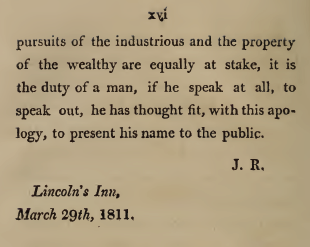 xvi
pursuits of the industrious and the property
of the wealthy are equally at stake, it is
the duty of a man, if he speak at all, to
speak out, he has thought fit, with this apo-
logy, to present his name to the public.
J. R.
Lincoln's Inn,
March 29th, 1811.